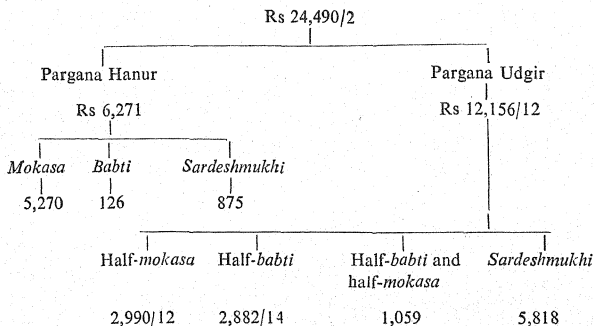 Rs 24,490/2
Pargana Hanur Pargana Udgir
Rs 6,271 Rs 12,156/12
Mokasa Babti Sardeshmukhi
5,270 126 875
Half-mokasa Half-babti Half-babti and Sardeshmukhi
half-mokasa
2,990/12 2,882/14 1,059 5,818